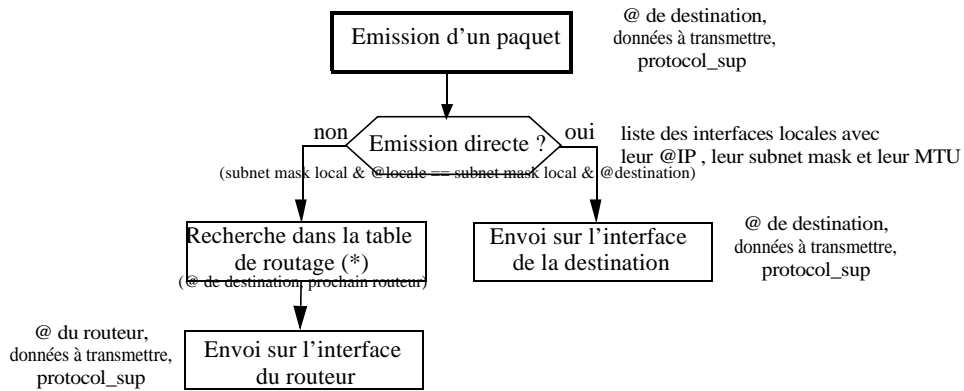 Emission d’un paquet
@ de destination,
données à transmettre,
protocol_sup
non
Emission directe ?
oui
liste des interfaces locales avec
leur @IP , leur subnet mask et leur MTU
(subnet mask local & @locale == subnet mask local & @destination)
Recherche dans la table
de routage (*)
(@ de destination, prochain routeur)
Envoi sur l’interface
de la destination
@ de destination,
données à transmettre,
protocol_sup
@ du routeur,
données à transmettre,
protocol_sup
Envoi sur l’interface
du routeur